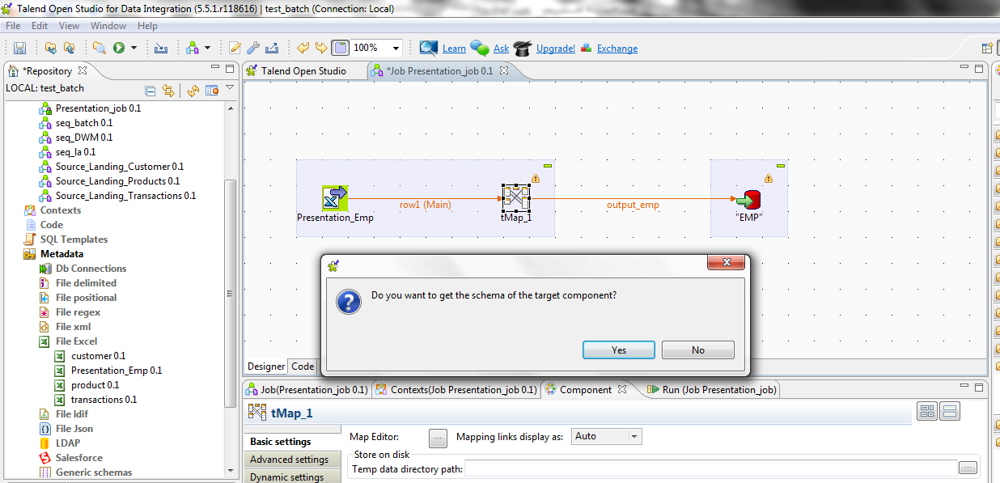 Talend Open Studio for Data Integration (5.5.1.r118616) | test_batch (Connection: Local)
File Edit View Window Help
100% Learn Ask Upgrade! Exchange
*Repository
LOCAL: test_batch
Presentation_job 0.1
seq_batch 0.1
seq_DWM 0.1
seq_la 0.1
Source_Landing_Customer 0.1
Source_Landing_Products 0.1
Source_Landing_Transactions 0.1
Contexts
Code
SQL Templates
Metadata
Db Connections
File delimited
File positional
File regex
File xml
File Excel
customer 0.1
Presentation_Emp 0.1
product 0.1
transactions 0.1
File ldif
File Json
LDAP
Salesforce
Generic schemas
Talend Open Studio *Job Presentation_job 0.1
row1 (Main) output_emp
Presentation_Emp tMap_1 "EMP"
Do you want to get the schema of the target component?
Yes No
Designer Code
Job(Presentation_job 0.1) Contexts(Job Presentation_job 0.1) Component Run (Job Presentation_job)
tMap_1
Basic settings
Advanced settings
Dynamic settings
Map Editor: ... Mapping links display as: Auto
Store on disk
Temp data directory path: ...